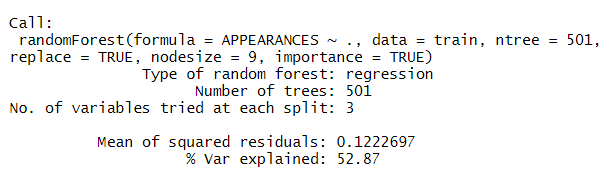 Call:
randomForest(formula = APPEARANCES ~ ., data = train, ntree = 501,
replace = TRUE, nodesize = 9, importance = TRUE)
Type of random forest: regression
Number of trees: 501
No. of variables tried at each split: 3
Mean of squared residuals: 0.1222697
% Var explained: 52.87